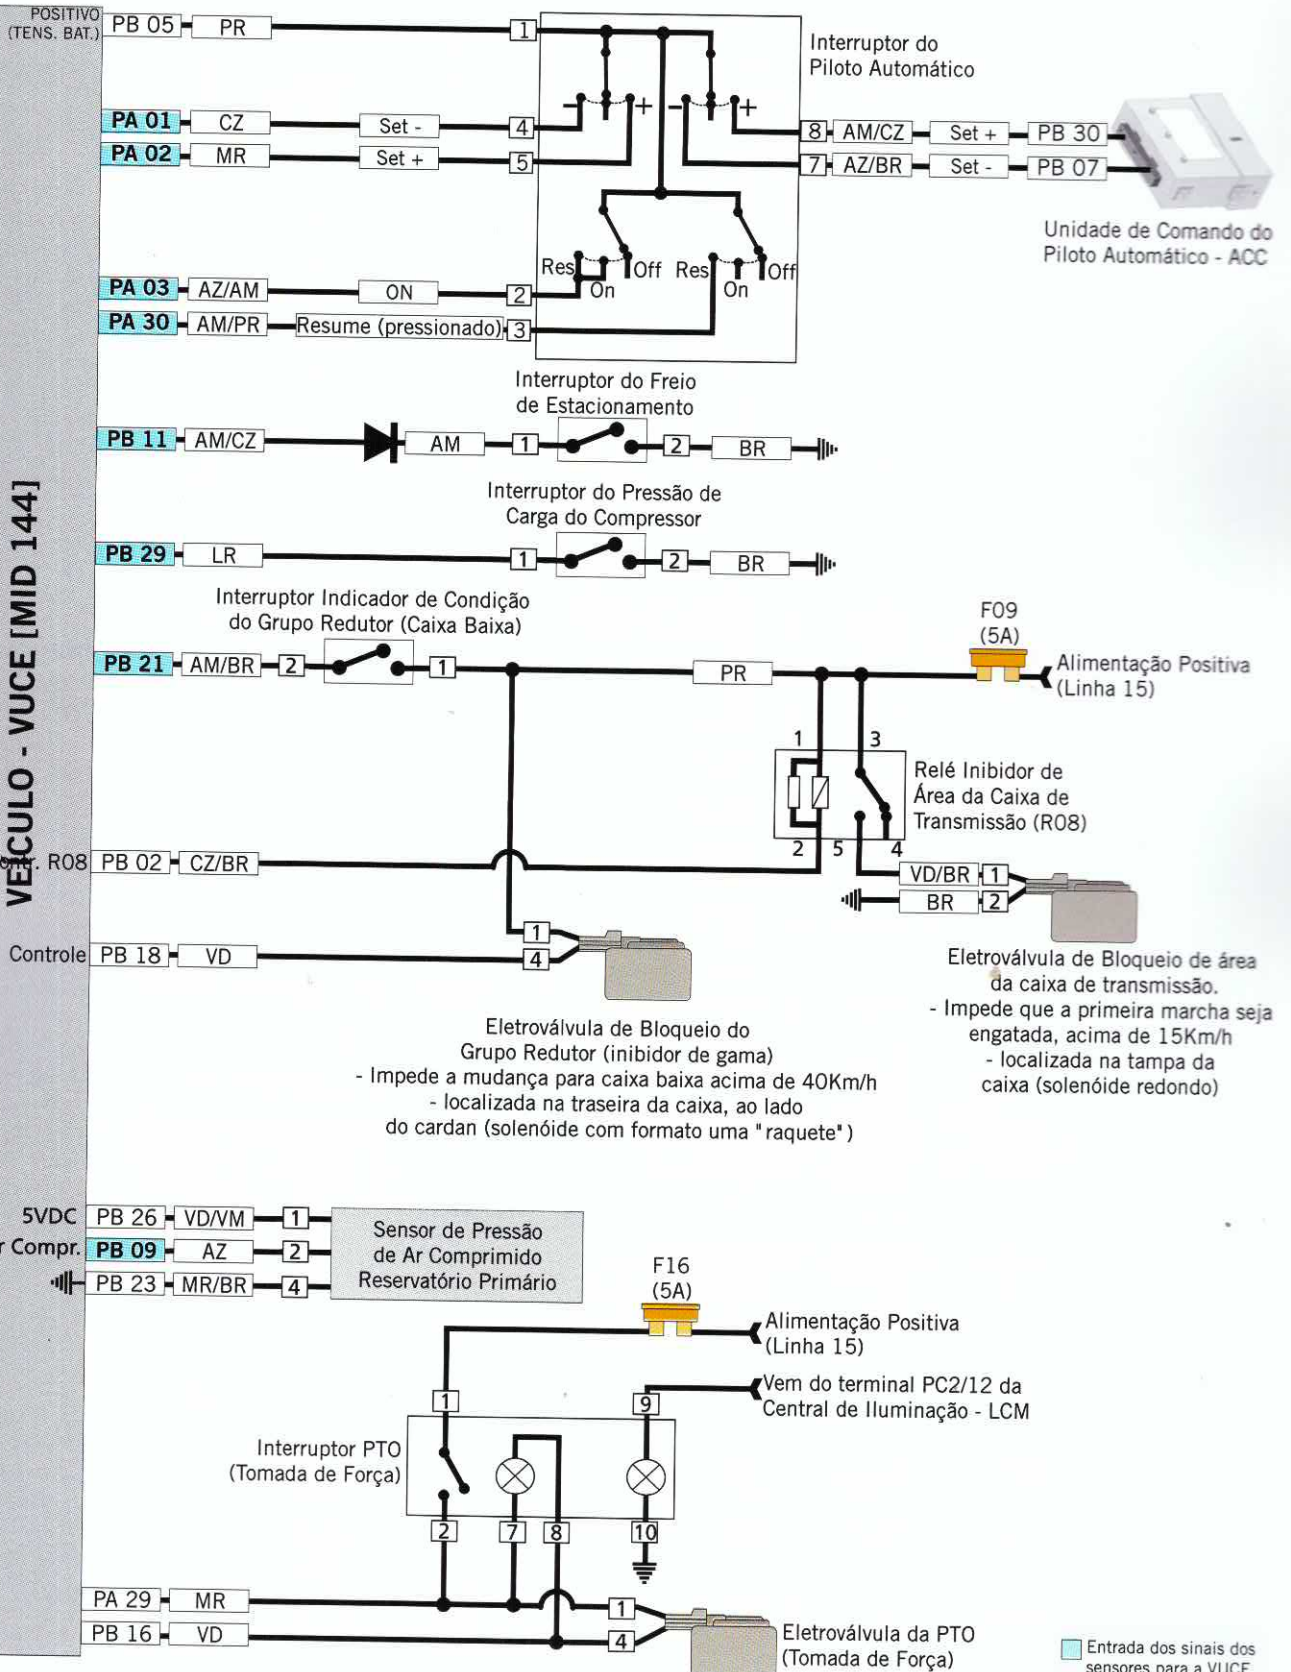 POSITIVO
(TENS. BAT.)
PB 05 PR 1
Interruptor do
Piloto Automático
- + - +
PA 01 CZ Set - 4
PA 02 MR Set + 5
8 AM/CZ Set + PB 30
7 AZ/BR Set - PB 07
Unidade de Comando do
Piloto Automático - ACC
Res On Off Res On Off
PA 03 AZ/AM ON 2
PA 30 AM/PR Resume (pressionado) 3
Interruptor do Freio
de Estacionamento
PB 11 AM/CZ AM 1 2 BR
Interruptor do Pressão de
Carga do Compressor
PB 29 LR 1 2 BR
VEÍCULO - VUCE [MID 144]
Interruptor Indicador de Condição
do Grupo Redutor (Caixa Baixa)
F09
(5A)
PB 21 AM/BR 2 1 PR
Alimentação Positiva
(Linha 15)
1 3
Relé Inibidor de
Área da Caixa de
Transmissão (R08)
2 5 4
R08 PB 02 CZ/BR
VD/BR 1
BR 2
1
Controle PB 18 VD 4
Eletroválvula de Bloqueio de área
da caixa de transmissão.
- Impede que a primeira marcha seja
engatada, acima de 15Km/h
- localizada na tampa da
caixa (solenóide redondo)
Eletroválvula de Bloqueio do
Grupo Redutor (inibidor de gama)
- Impede a mudança para caixa baixa acima de 40Km/h
- localizada na traseira da caixa, ao lado
do cardan (solenóide com formato uma "raquete")
5VDC PB 26 VD/VM 1
r Compr. PB 09 AZ 2
PB 23 MR/BR 4
Sensor de Pressão
de Ar Comprimido
Reservatório Primário
F16
(5A)
Alimentação Positiva
(Linha 15)
Vem do terminal PC2/12 da
Central de Iluminação - LCM
1 9
Interruptor PTO
(Tomada de Força)
2 7 8 10
PA 29 MR 1
PB 16 VD 4
Eletroválvula da PTO
(Tomada de Força)
Entrada dos sinais dos
sensores para a VUCE